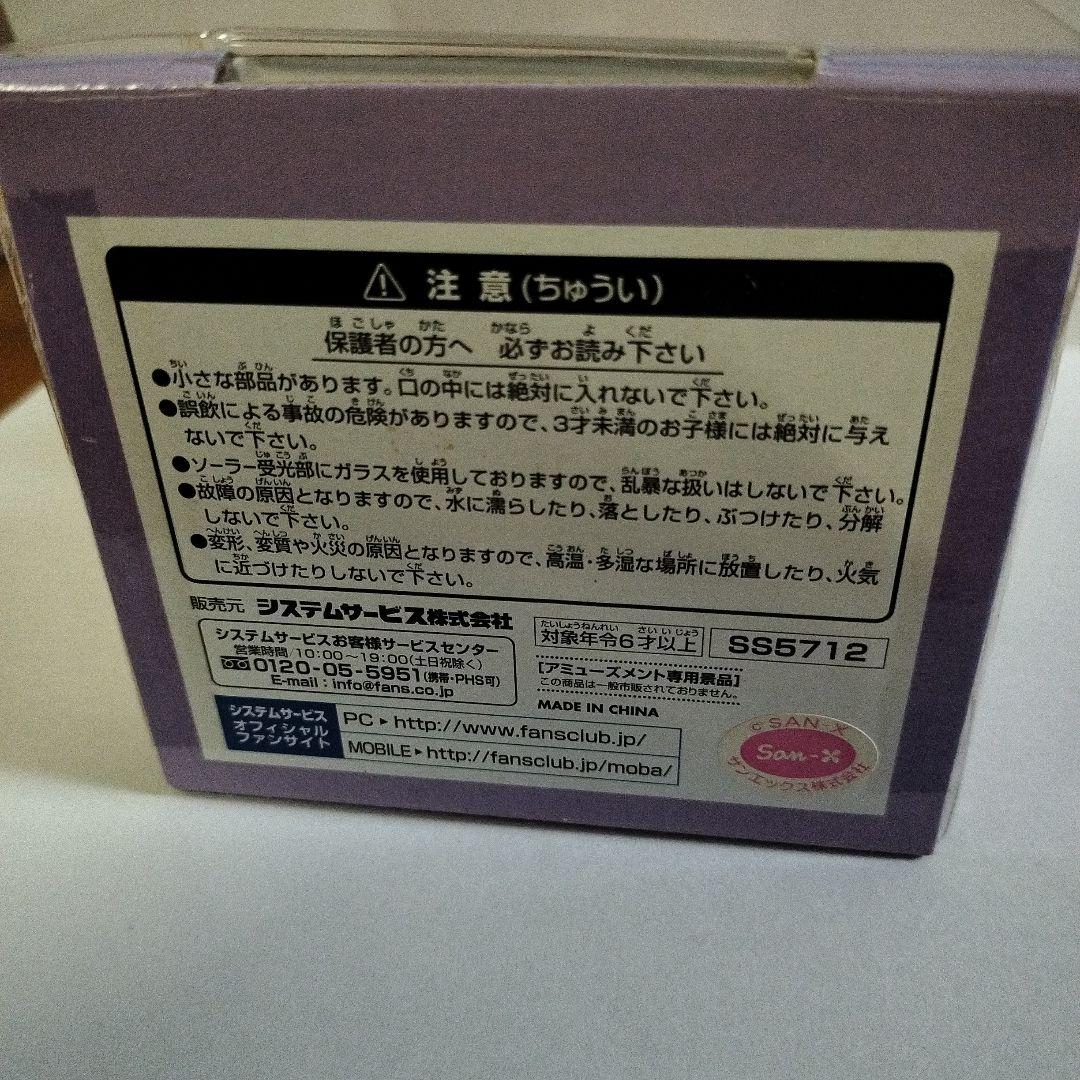 注意(ちゅうい)
保護者の方へ 必ずお読み下さい
●小さな部品があります。口の中には絶対に入れないで下さい。
●誤飲による事故の危険がありますので、3才未満のお子様には絶対に与え
ないで下さい。
●ソーラー受光部にガラスを使用しておりますので、乱暴な扱いはしないで下さい。
●故障の原因となりますので、水に濡らしたり、落としたり、ぶつけたり、分解
しないで下さい。
●変形、変質や火災の原因となりますので、高温・多湿な場所に放置したり、火気
に近づけたりしないで下さい。
販売元 システムサービス株式会社
システムサービスお客様サービスセンター
営業時間/10:00〜19:00(土日祝除く)
0120-05-5951(携帯・PHS可)
E-mail : info@fans.co.jp
対象年令6才以上
SS5712
[アミューズメント専用景品]
この商品は一般市販されておりません。
MADE IN CHINA
システムサービス
オフィシャル
ファンサイト
PC▶http://www.fansclub.jp/
MOBILE▶http://fansclub.jp/moba/
C SAN-X
San-X
サンエックス株式会社